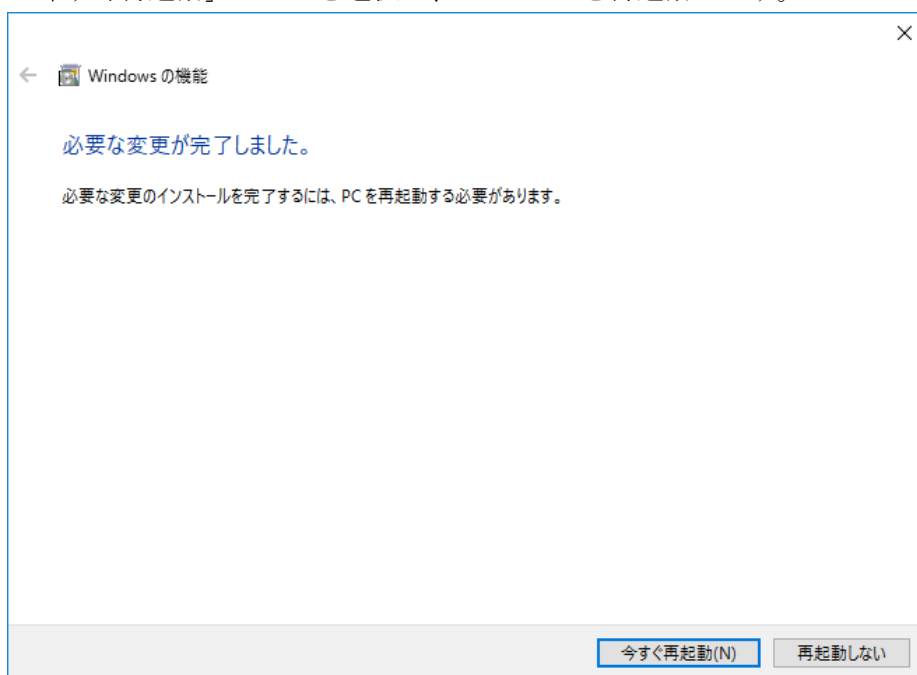 Windows の機能
必要な変更が完了しました。
必要な変更のインストールを完了するには、PC を再起動する必要があります。
今すぐ再起動(N)
再起動しない